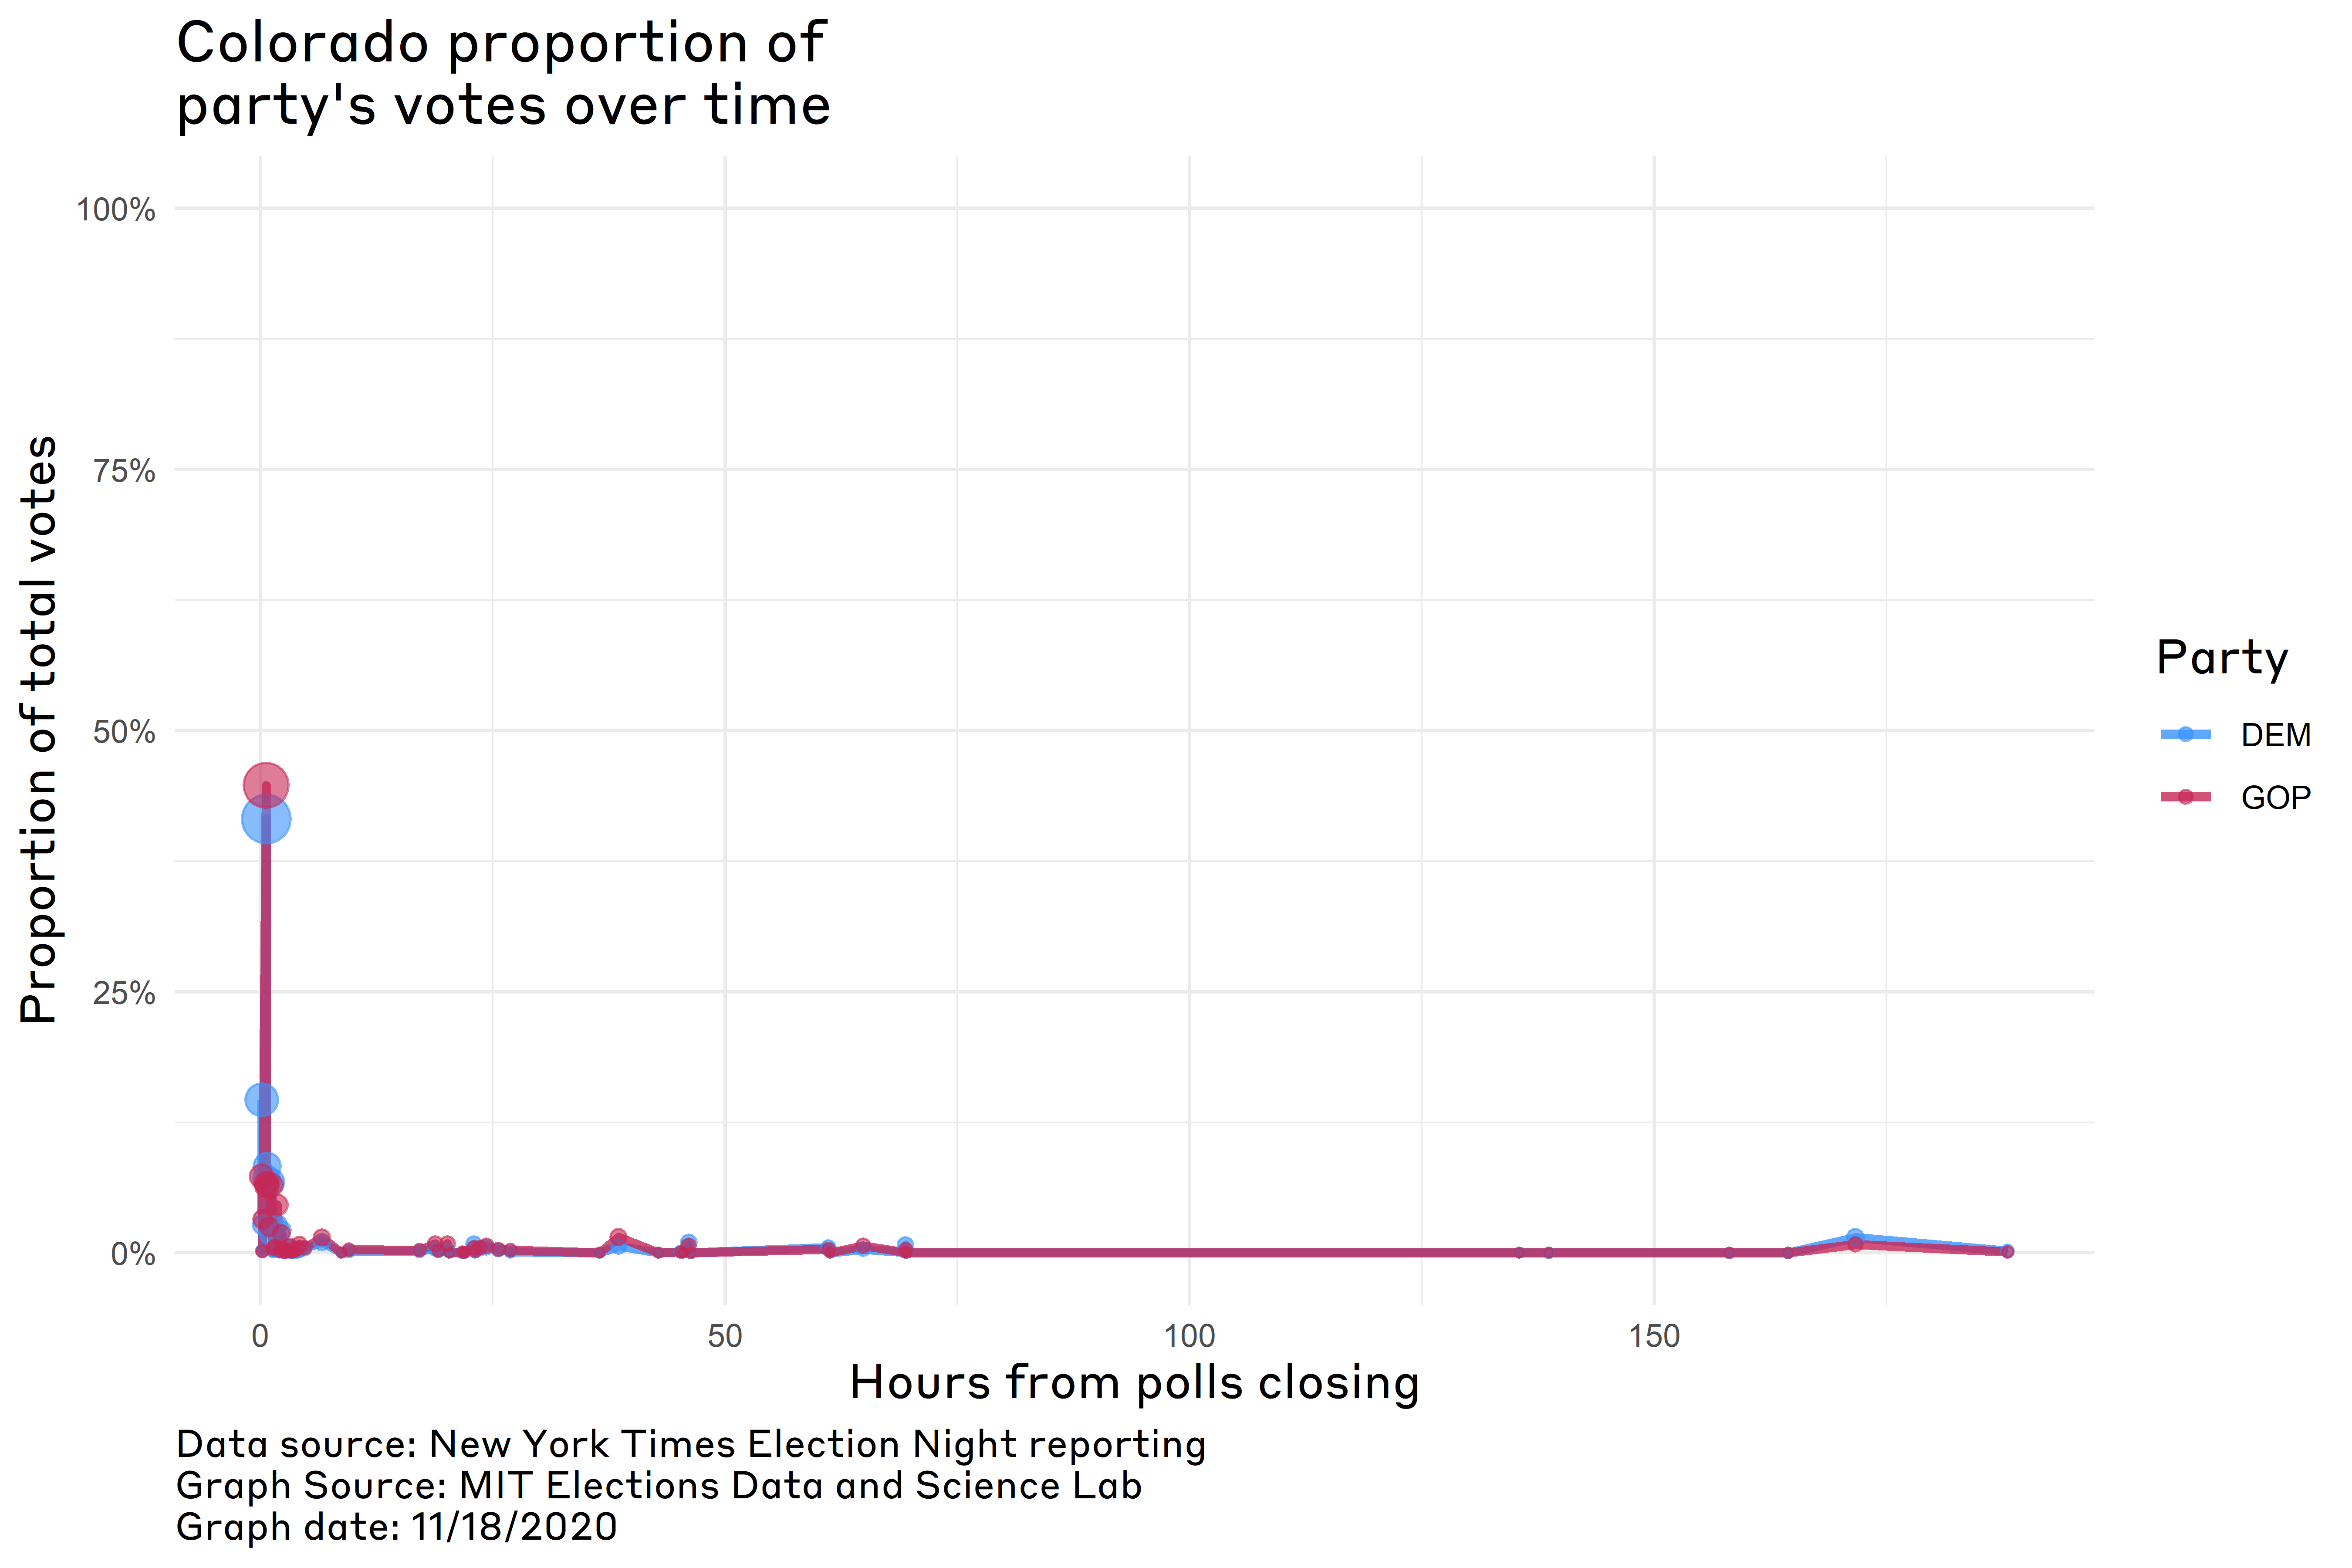 Colorado proportion of
party's votes over time
Proportion of total votes
100%
75%
50%
25%
0%
0
50
100
150
Hours from polls closing
Party
DEM
GOP
Data source: New York Times Election Night reporting
Graph Source: MIT Elections Data and Science Lab
Graph date: 11/18/2020